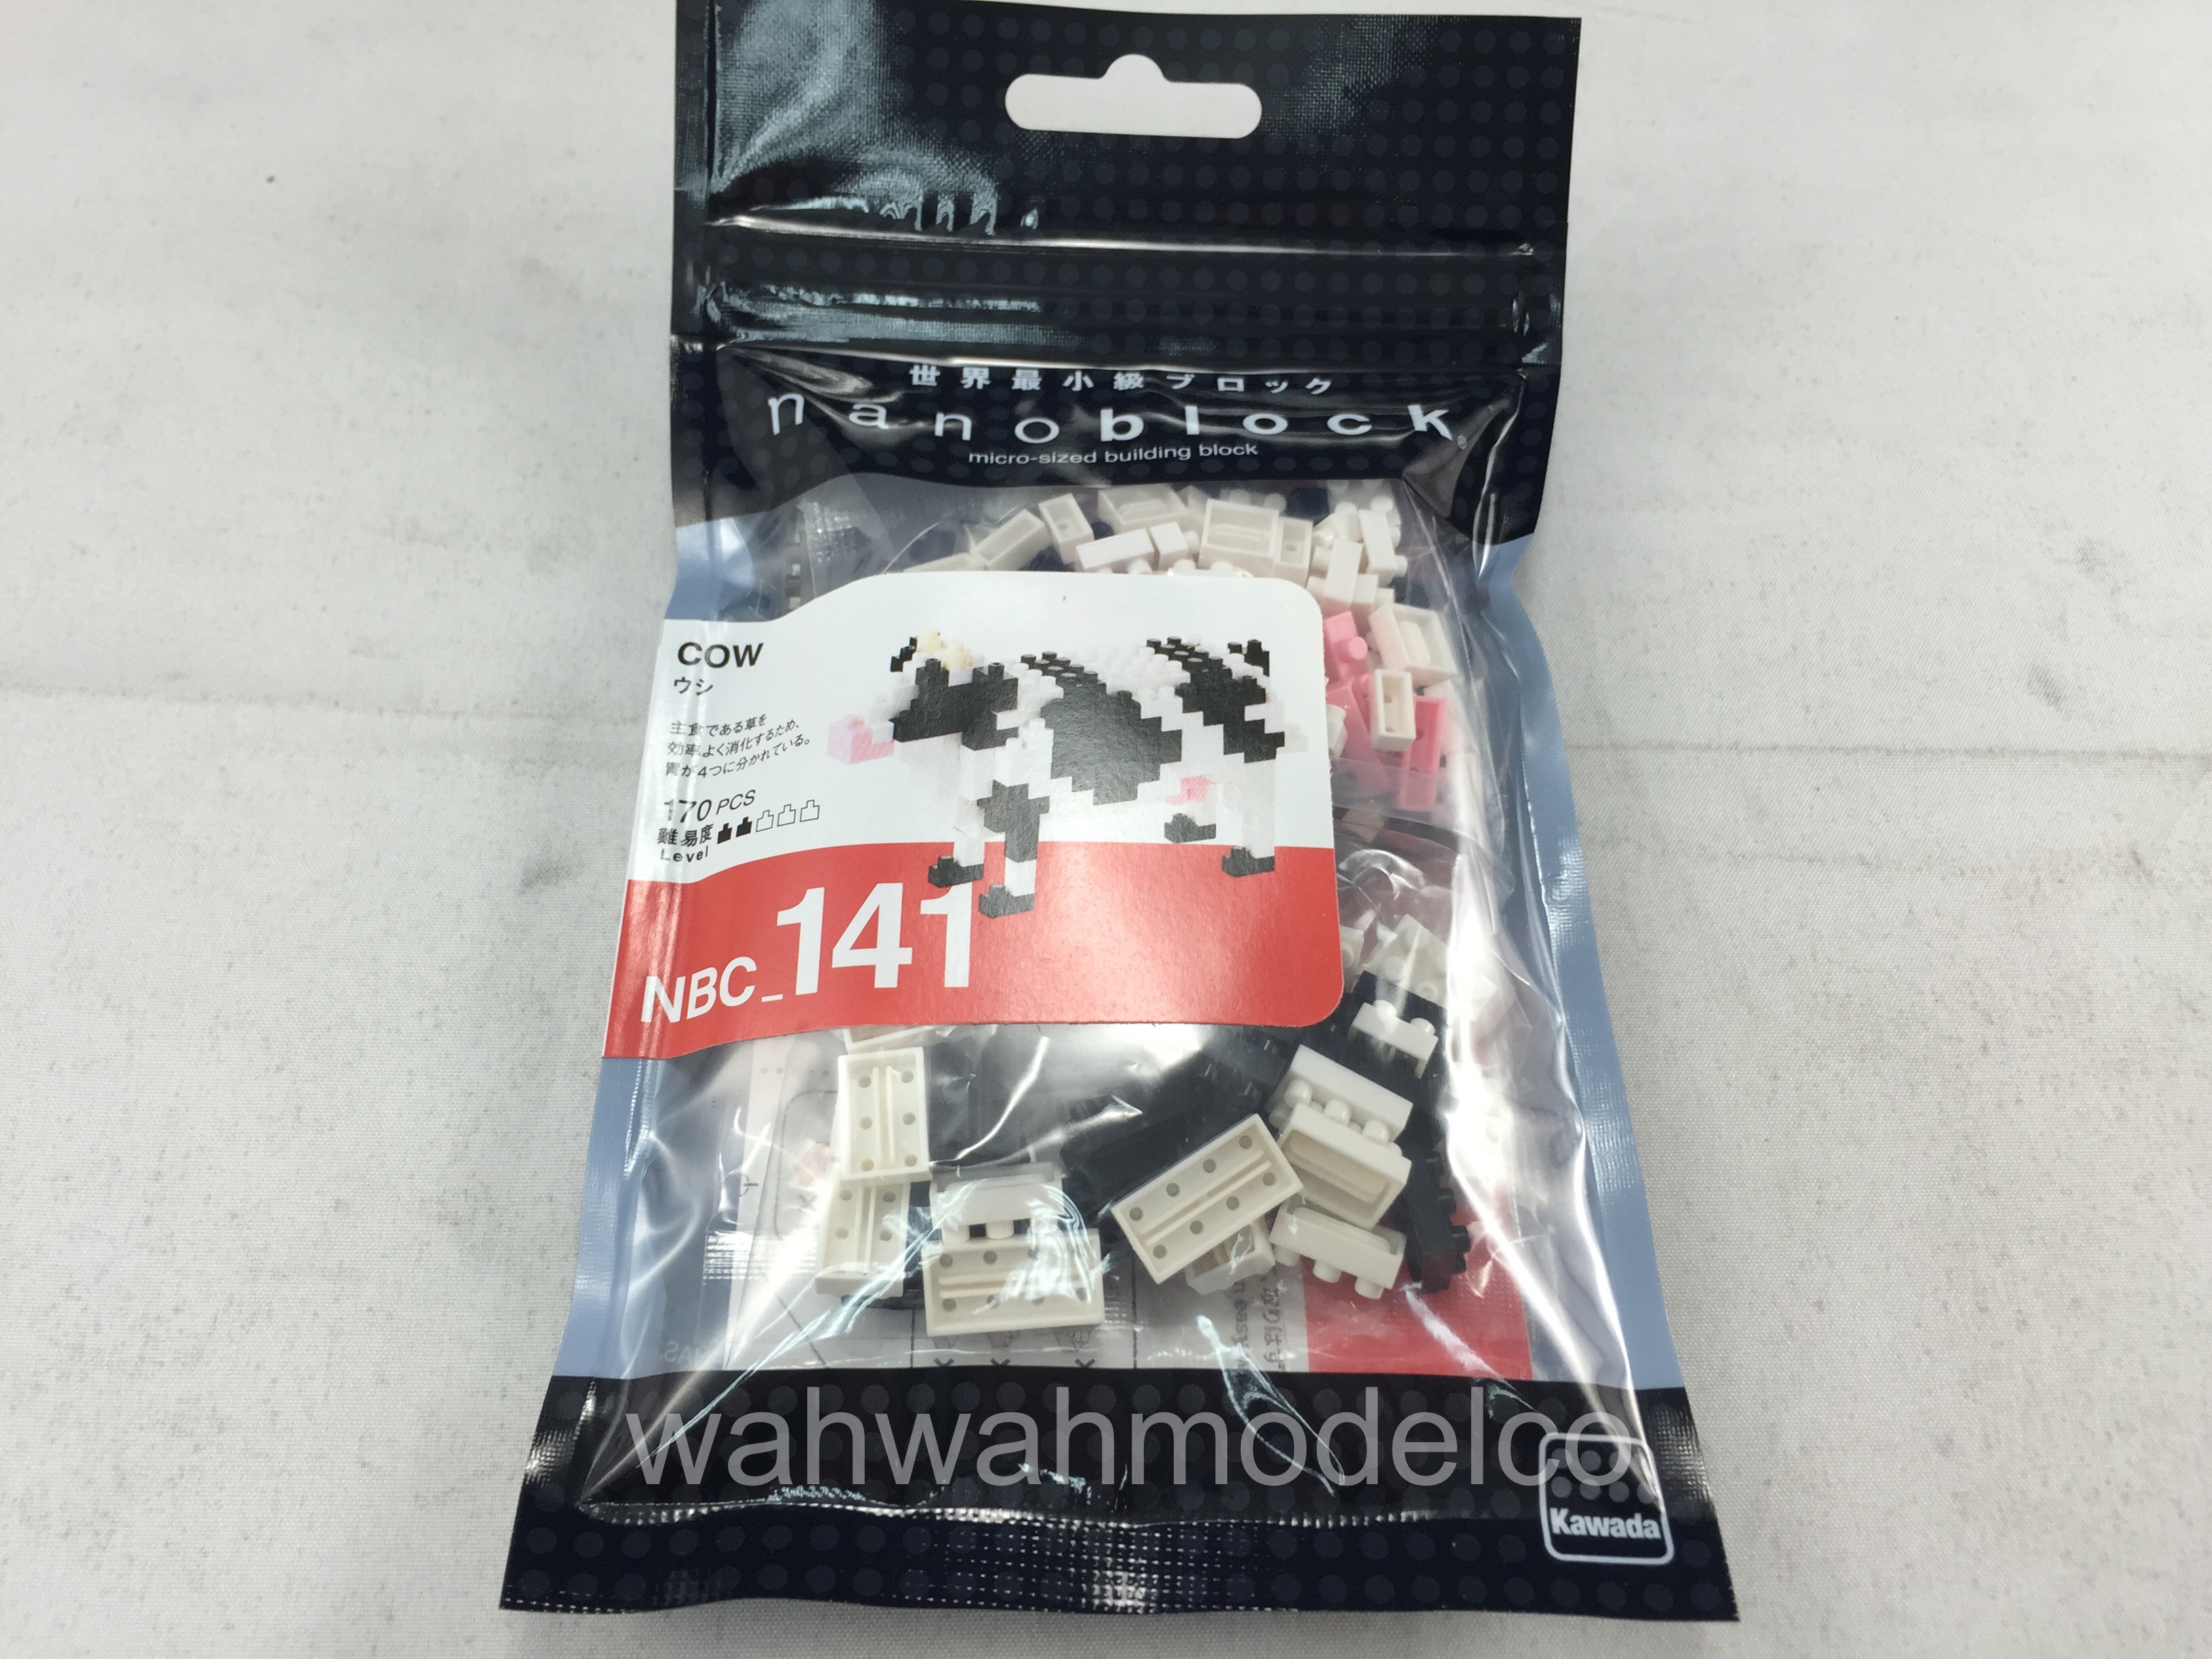 世界最小級ブロック
nanoblock®
micro-sized building block
COW
ウシ
主食である草を
効率よく消化するため、
胃が4つに分かれている。
170 PCS
難易度
Level
NBC_141
wahwahmodelco
Kawada